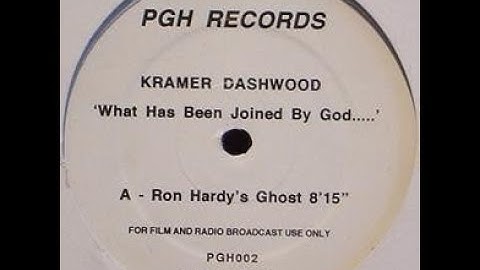 PGH RECORDS
KRAMER DASHWOOD
‘What Has Been Joined By God.....’
A - Ron Hardy's Ghost 8'15”
FOR FILM AND RADIO BROADCAST USE ONLY
PGH002